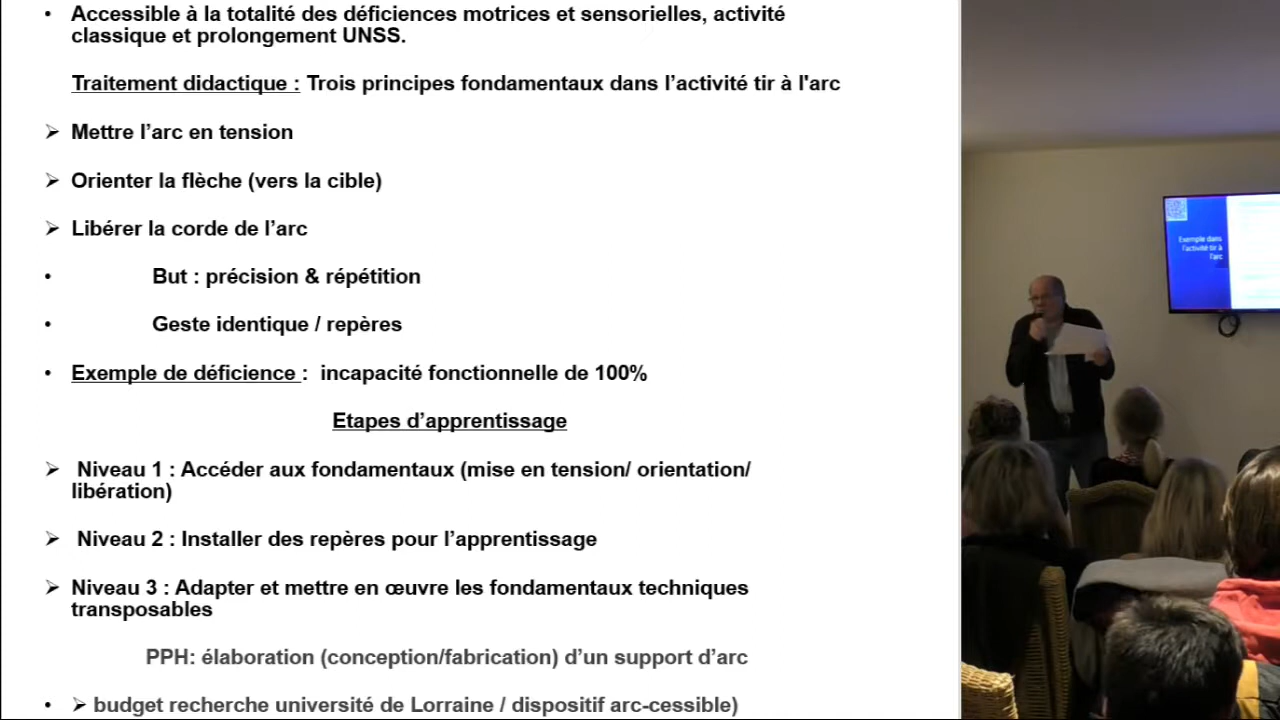 • Accessible à la totalité des déficiences motrices et sensorielles, activité
classique et prolongement UNSS.
Traitement didactique : Trois principes fondamentaux dans l’activité tir à l'arc
➢ Mettre l’arc en tension
➢ Orienter la flèche (vers la cible)
➢ Libérer la corde de l’arc
• But : précision & répétition
• Geste identique / repères
• Exemple de déficience : incapacité fonctionnelle de 100%
Etapes d’apprentissage
➢ Niveau 1 : Accéder aux fondamentaux (mise en tension/ orientation/
libération)
➢ Niveau 2 : Installer des repères pour l’apprentissage
➢ Niveau 3 : Adapter et mettre en œuvre les fondamentaux techniques
transposables
PPH: élaboration (conception/fabrication) d’un support d’arc
• ➢ budget recherche université de Lorraine / dispositif arc-cessible)
Exemple dans
l'activité tir à
l'arc